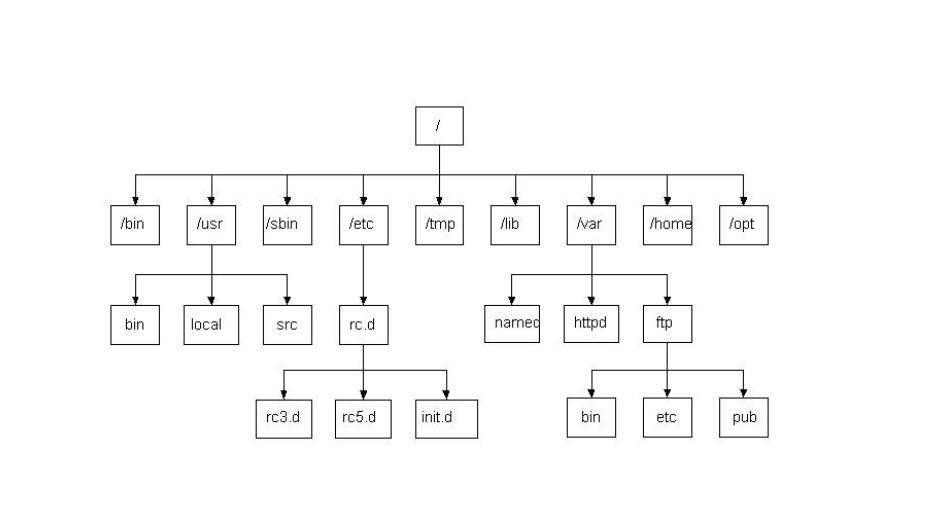 /
/bin /usr /sbin /etc /tmp /lib /var /home /opt
bin local src rc.d named httpd ftp
rc3.d rc5.d init.d bin etc pub